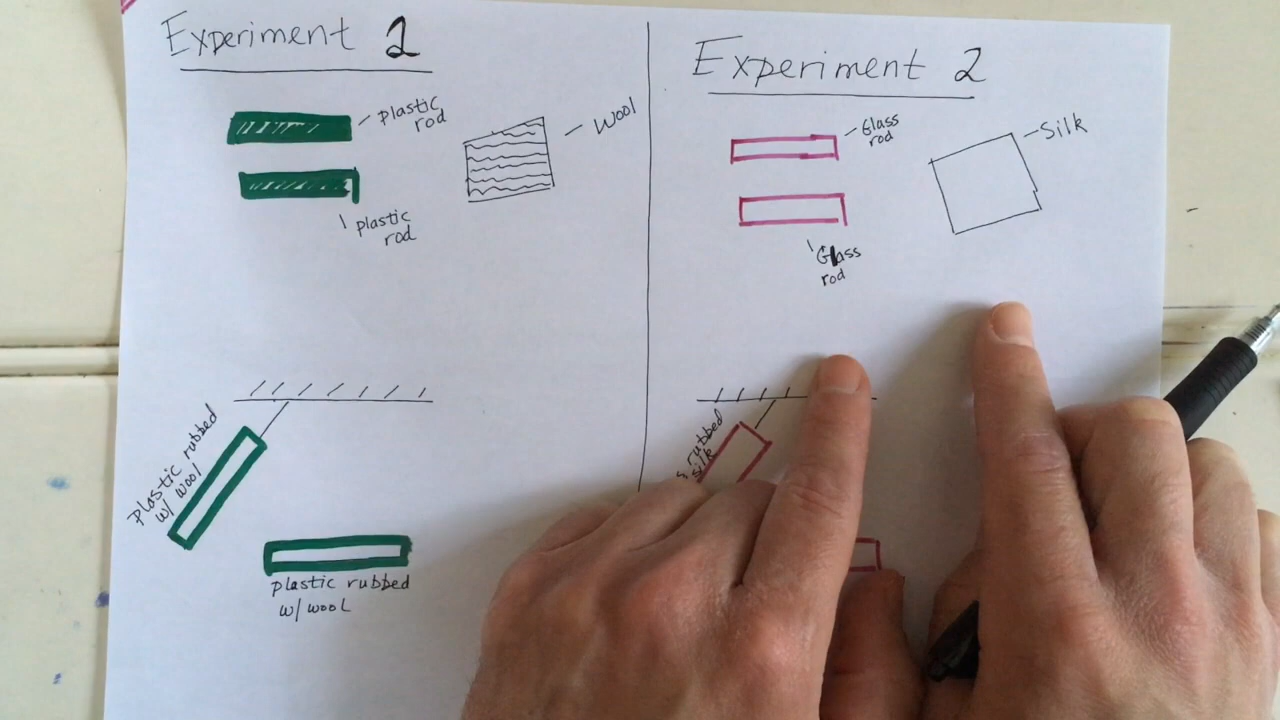 Experiment 1
plastic
rod
Wool
plastic
rod
plastic rubbed
w/ wool
plastic rubbed
w/ wool
Experiment 2
Glass
rod
Silk
Glass
rod
rubbed
silk